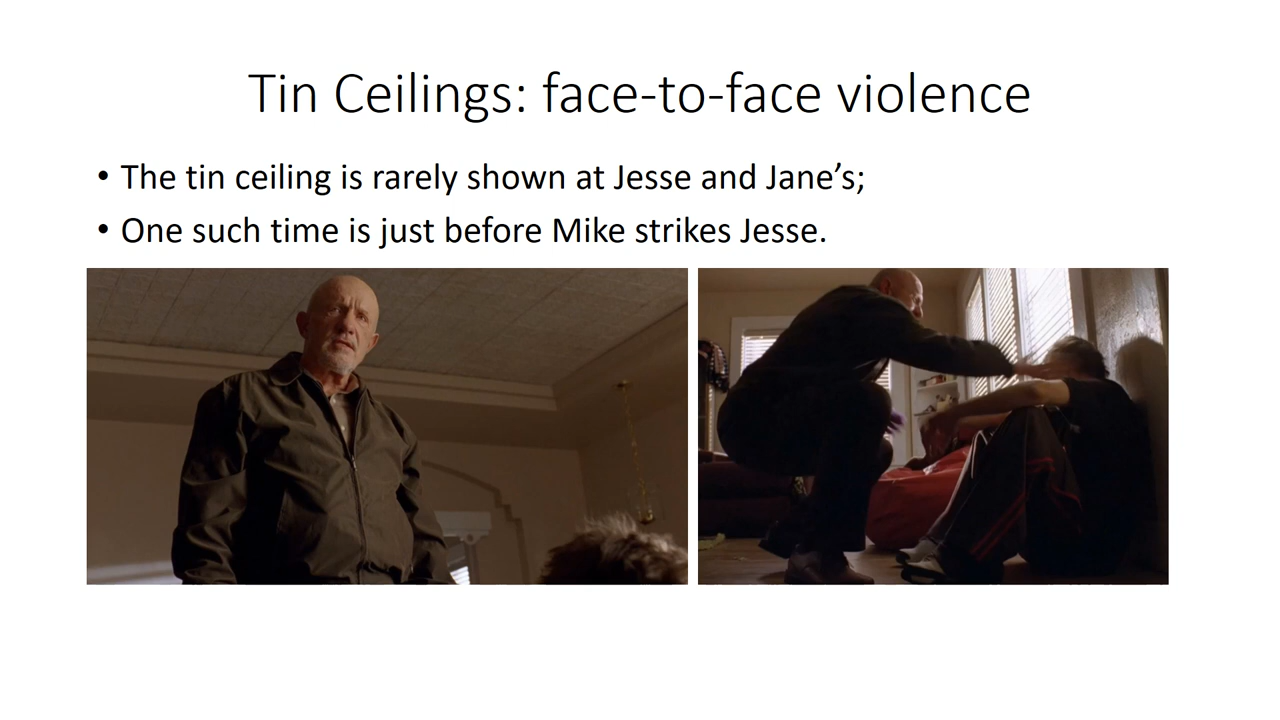 Tin Ceilings: face-to-face violence
• The tin ceiling is rarely shown at Jesse and Jane’s;
• One such time is just before Mike strikes Jesse.